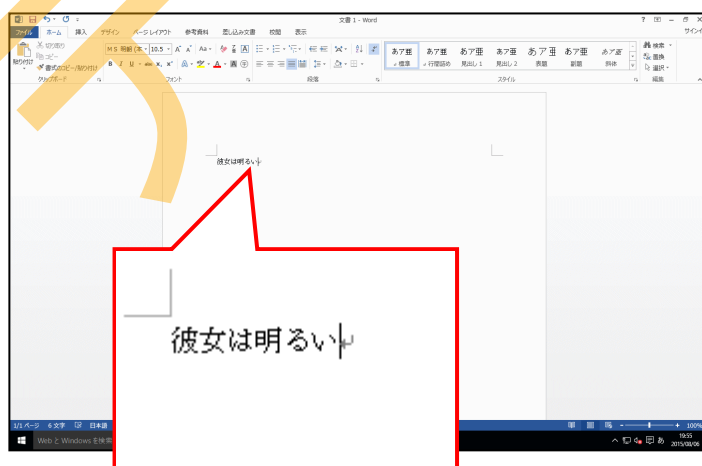 文書 1 - Word
ファイル ホーム 挿入 デザイン ページ レイアウト 参考資料 差し込み文書 校閲 表示 サインイ
切り取り
コピー
書式のコピー/貼り付け
貼り付け
クリップボード
MS 明朝 (本 10.5
フォント
段落
あア亜 あア亜 あア亜 あア亜 あア亜 あア亜 あア亜
標準 行間詰め 見出し 1 見出し 2 表題 副題 斜体
スタイル
検索
置換
選択
編集
彼女は明るい
彼女は明るい
1/1 ページ 6 文字 日本語
100%
Web と Windows を検索
あ
19:55
2015/08/06